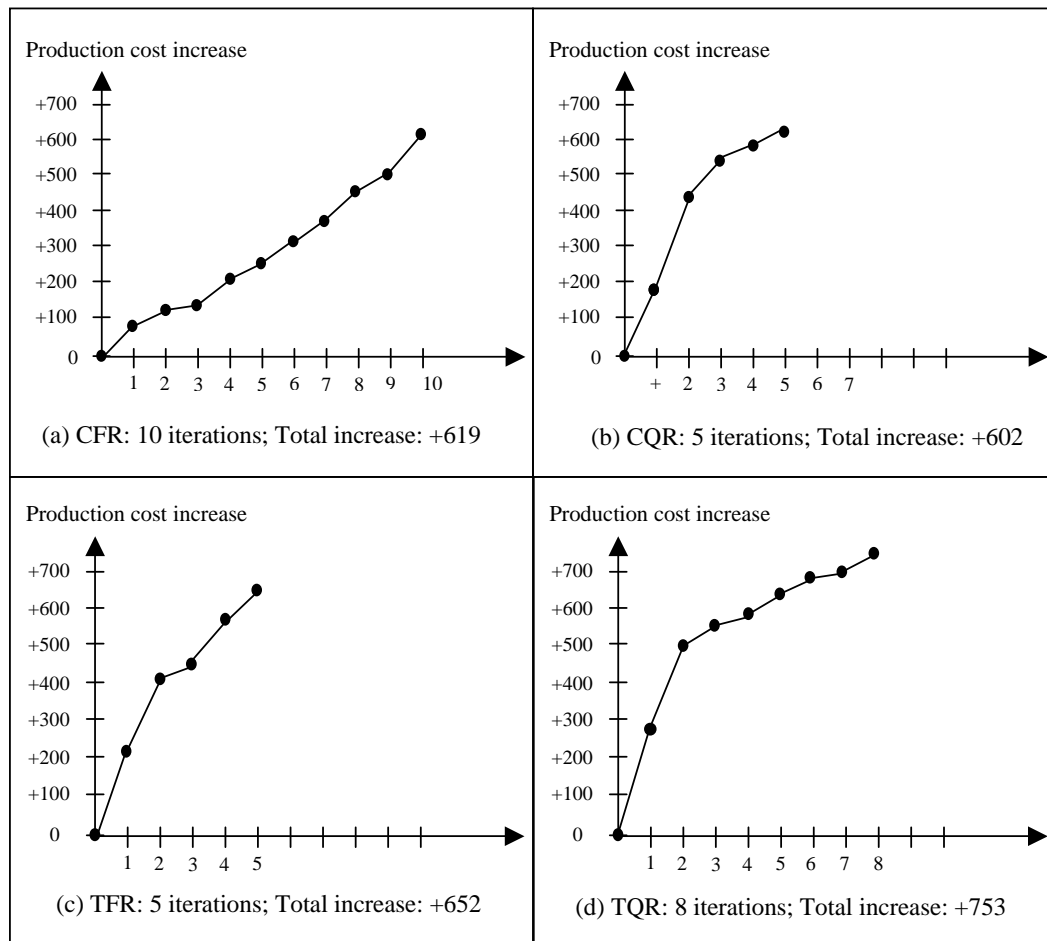 Production cost increase
+700
+600
+500
+400
+300
+200
+100
0
1 2 3 4 5 6 7 8 9 10
(a) CFR: 10 iterations; Total increase: +619
Production cost increase
+700
+600
+500
+400
+300
+200
+100
0
+ 2 3 4 5 6 7
(b) CQR: 5 iterations; Total increase: +602
Production cost increase
+700
+600
+500
+400
+300
+200
+100
0
1 2 3 4 5
(c) TFR: 5 iterations; Total increase: +652
Production cost increase
+700
+600
+500
+400
+300
+200
+100
0
1 2 3 4 5 6 7 8
(d) TQR: 8 iterations; Total increase: +753